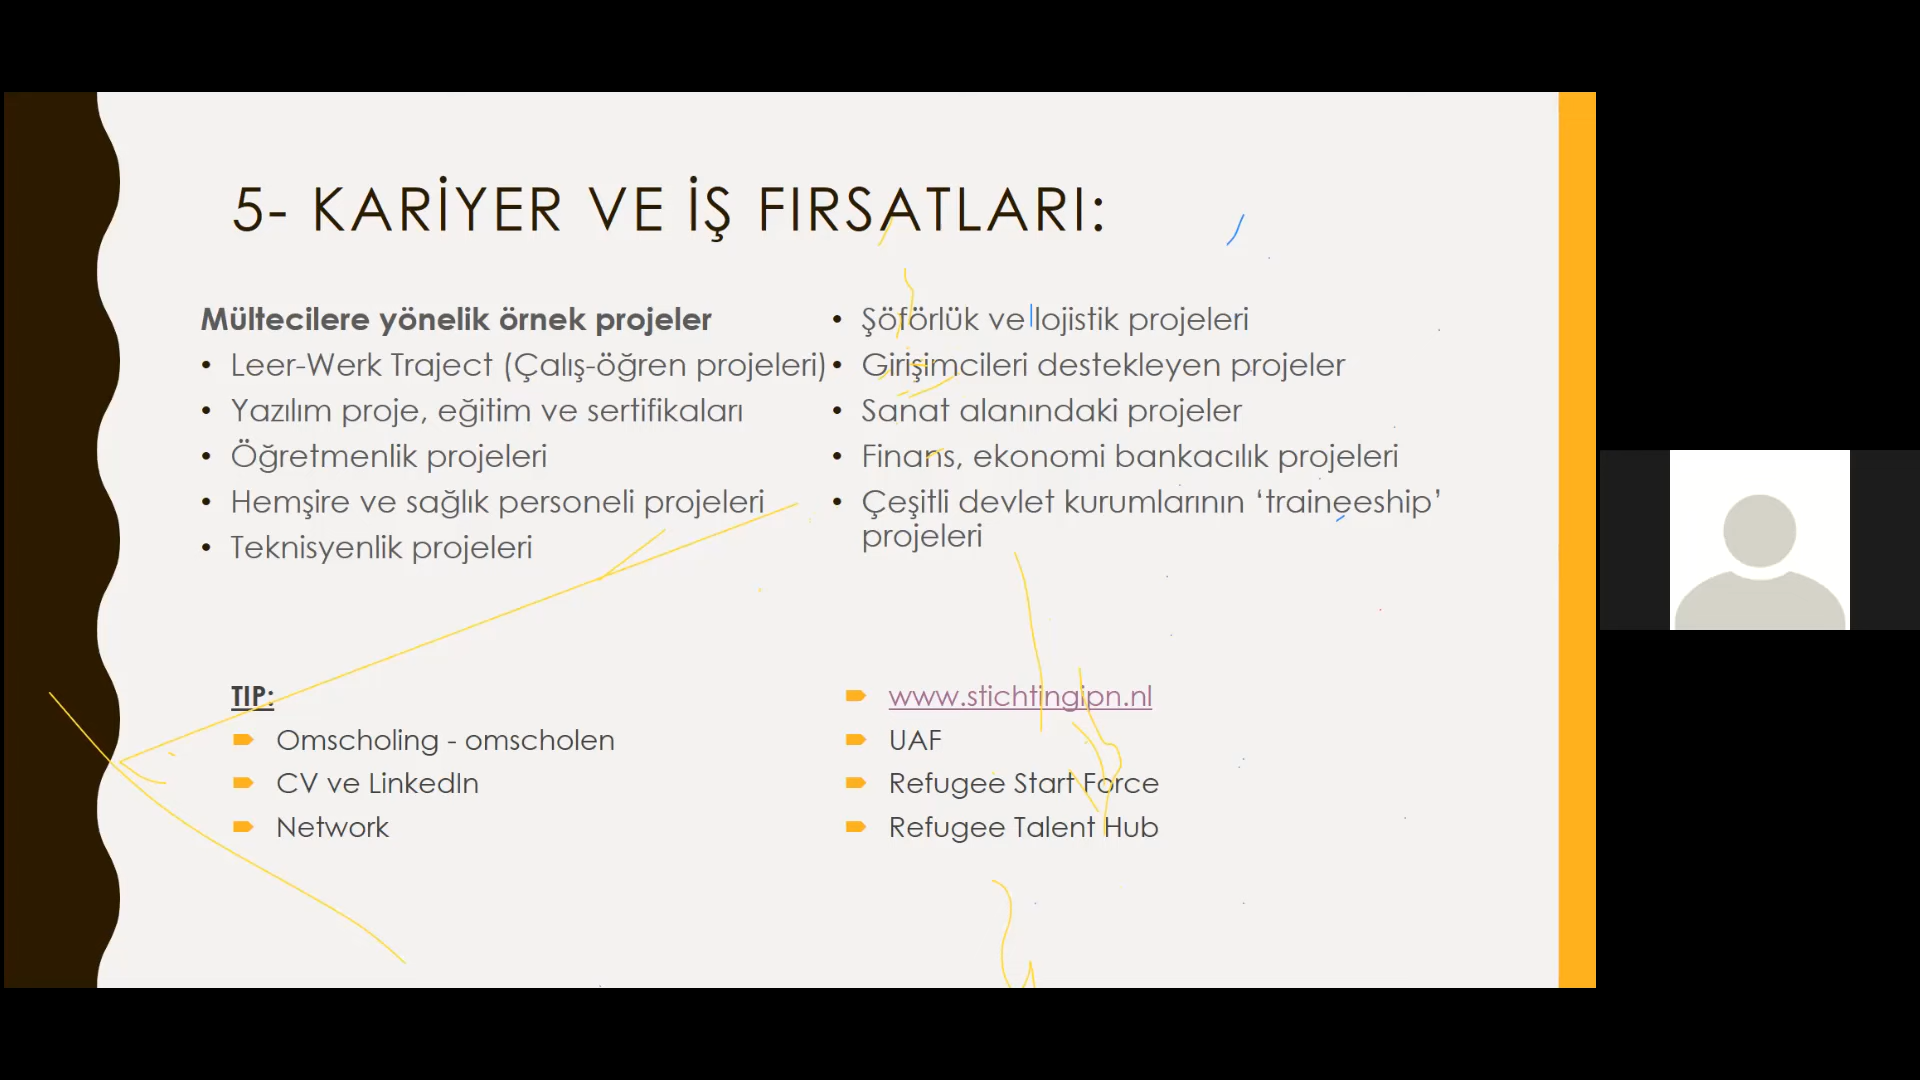 5- KARİYER VE İŞ FIRSATLARI:
Mültecilere yönelik örnek projeler
• Leer-Werk Traject (Çalış-öğren projeleri)
• Yazılım proje, eğitim ve sertifikaları
• Öğretmenlik projeleri
• Hemşire ve sağlık personeli projeleri
• Teknisyenlik projeleri
• Şöförlük ve lojistik projeleri
• Girişimcileri destekleyen projeler
• Sanat alanındaki projeler
• Finans, ekonomi bankacılık projeleri
• Çeşitli devlet kurumlarının ‘traineeship’
projeleri
TIP:
Omscholing - omscholen
CV ve LinkedIn
Network
www.stichtingipn.nl
UAF
Refugee Start Force
Refugee Talent Hub